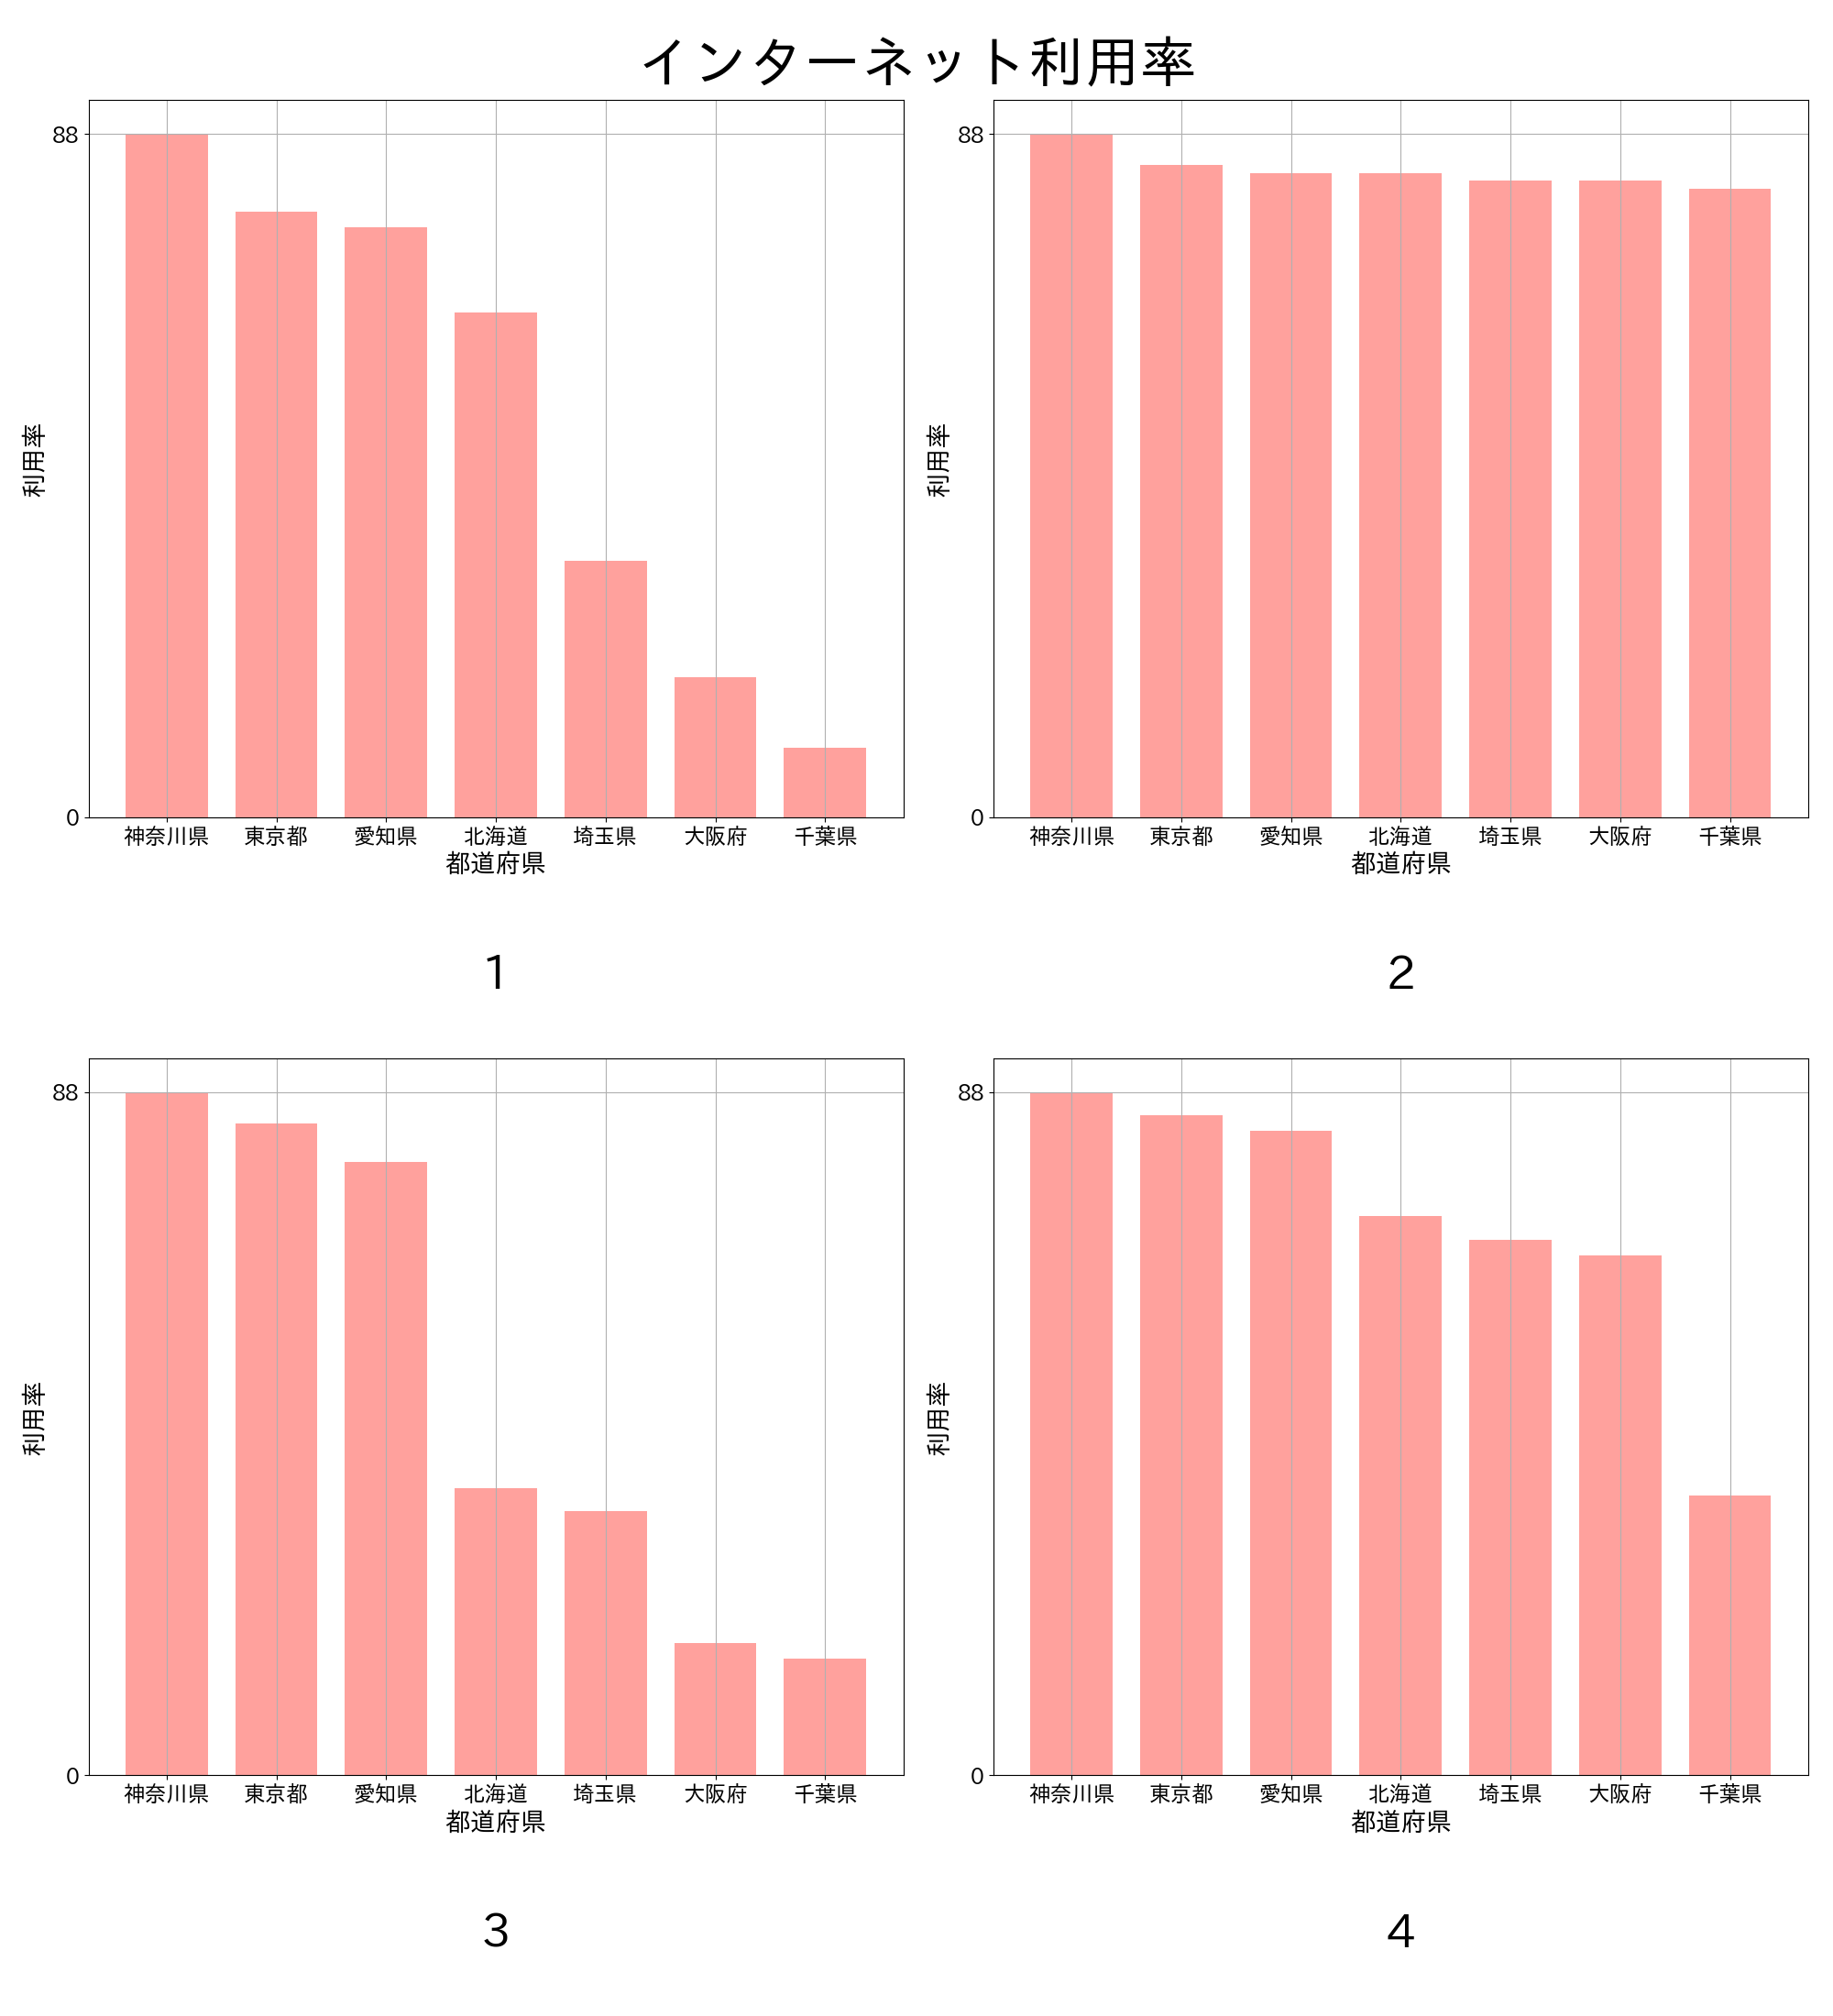 インターネット利用率
88
0
利用率
神奈川県 東京都 愛知県 北海道 埼玉県 大阪府 千葉県
都道府県
1
88
0
利用率
神奈川県 東京都 愛知県 北海道 埼玉県 大阪府 千葉県
都道府県
2
88
0
利用率
神奈川県 東京都 愛知県 北海道 埼玉県 大阪府 千葉県
都道府県
3
88
0
利用率
神奈川県 東京都 愛知県 北海道 埼玉県 大阪府 千葉県
都道府県
4